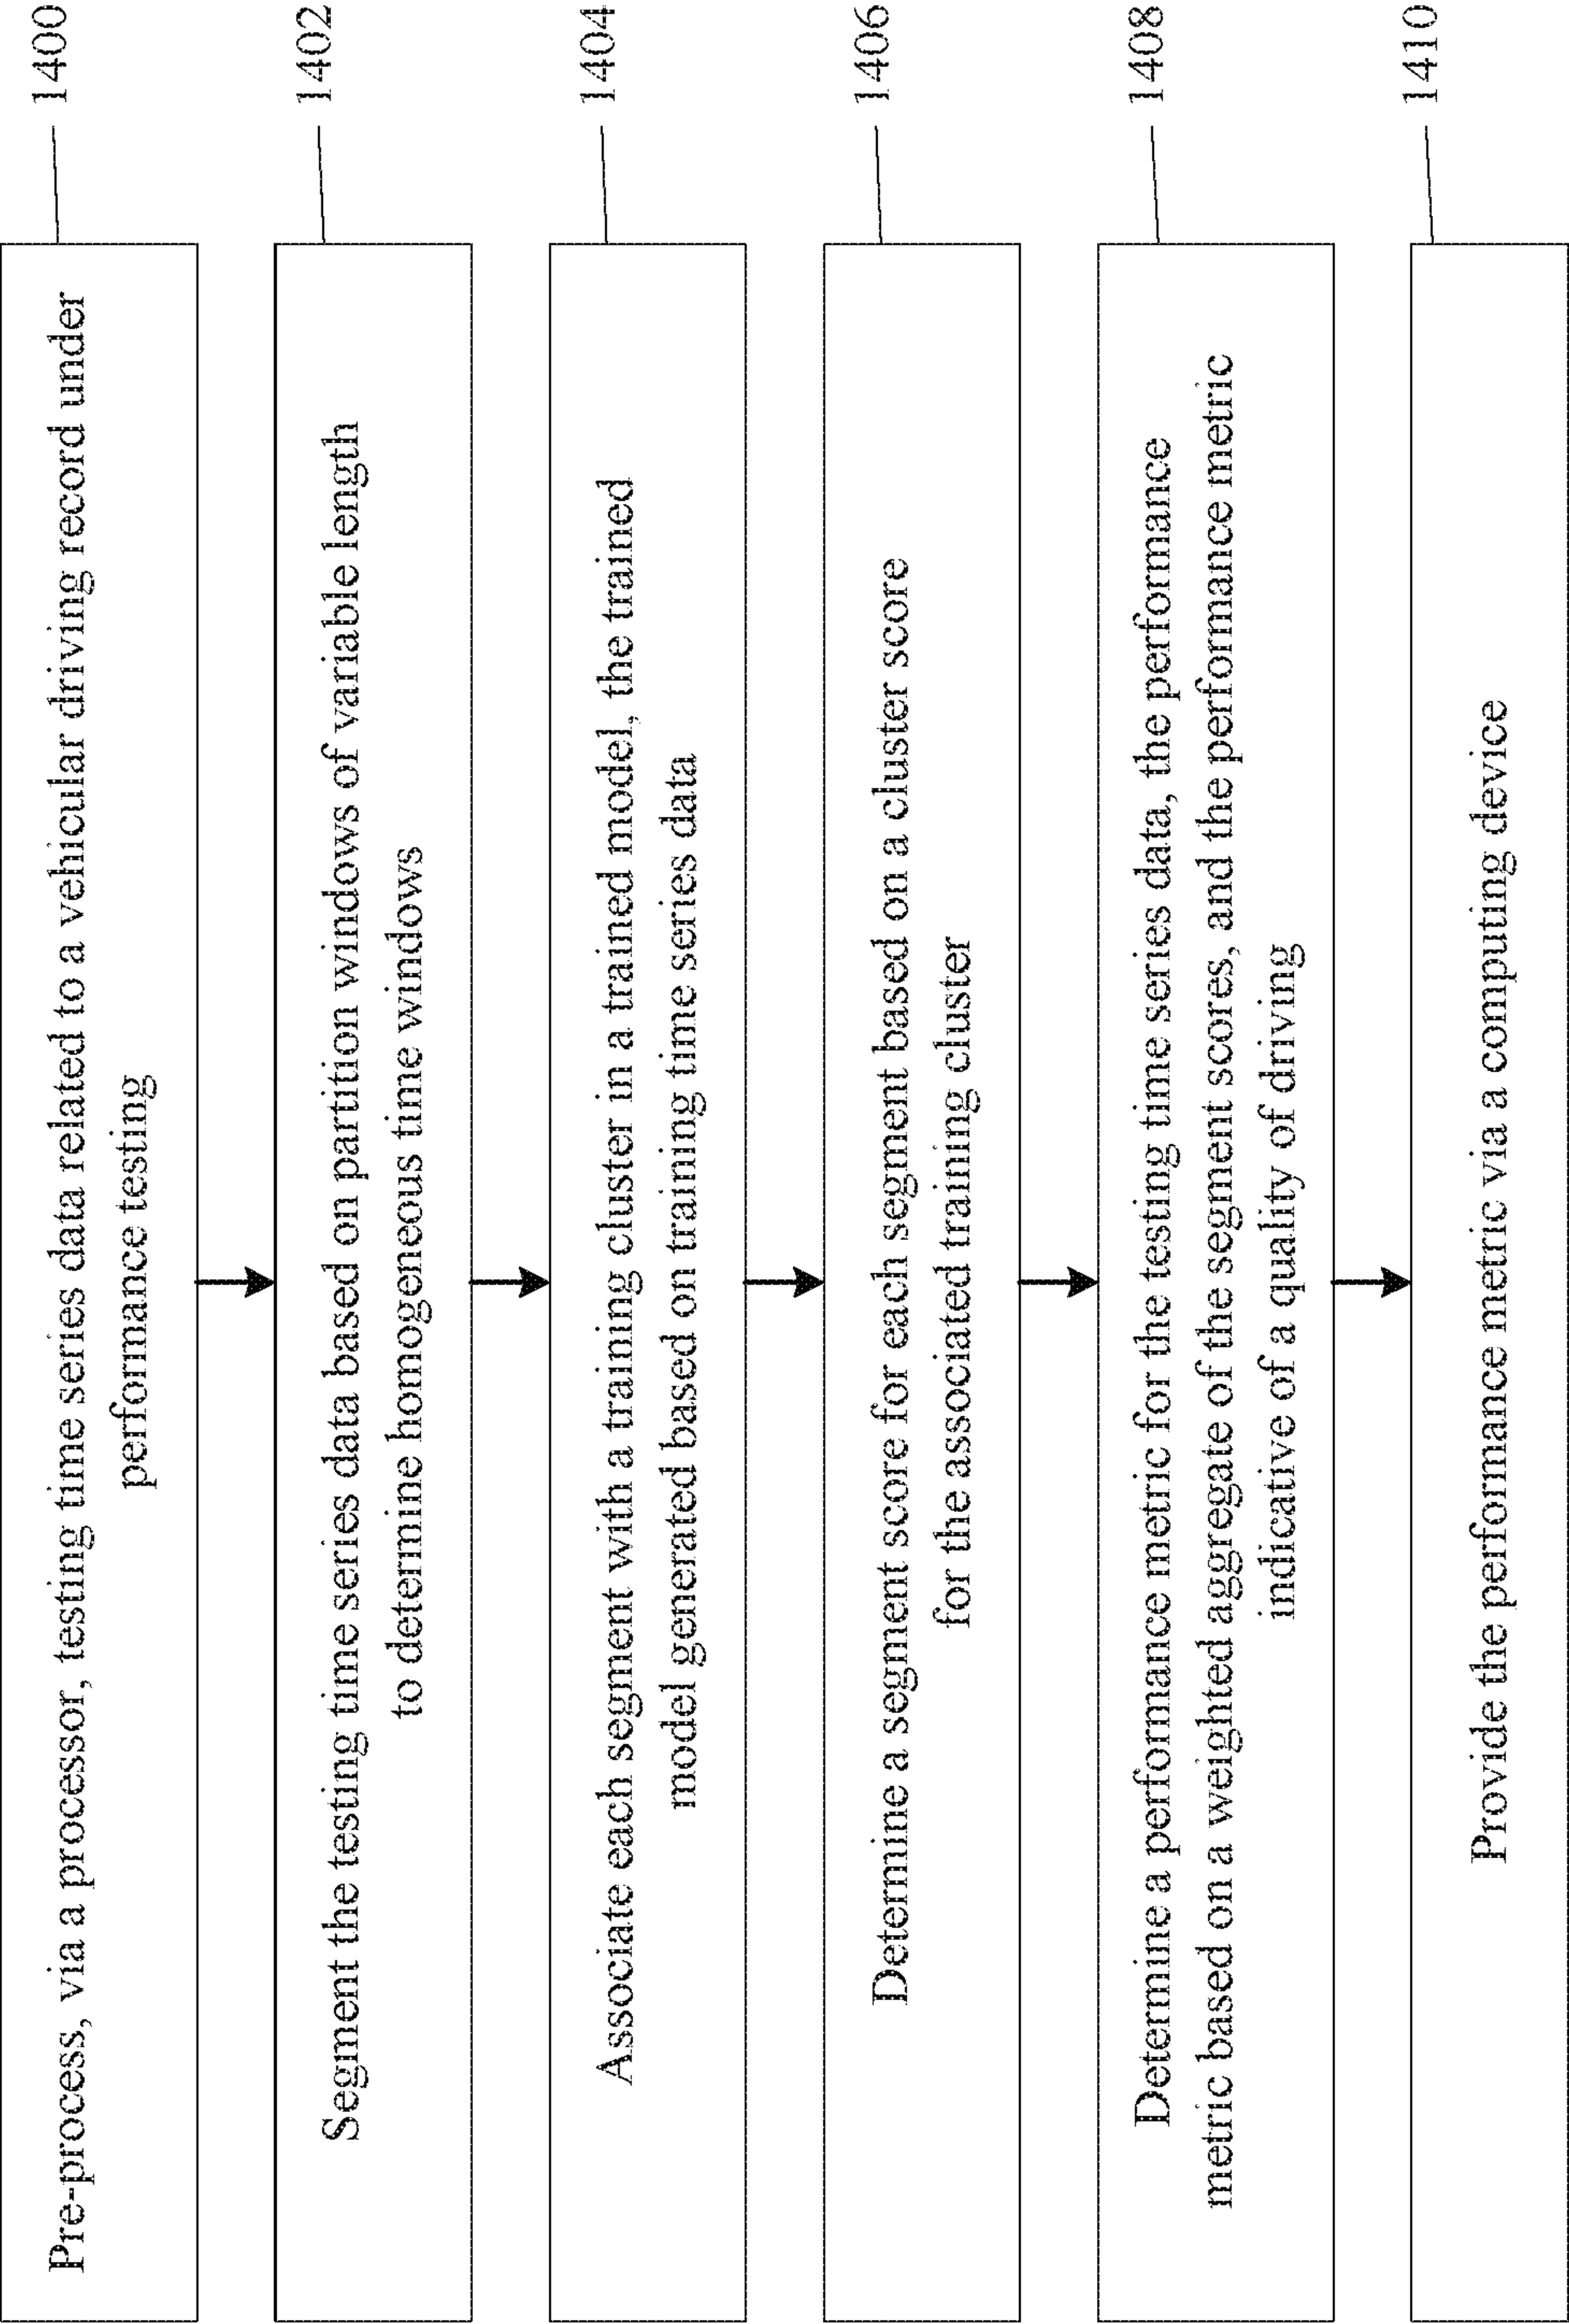 Pre-process, via a processor, testing time series data related to a vehicular driving record under
performance testing
1400
Segment the testing time series data based on partition windows of variable length
to determine homogeneous time windows
1402
Associate each segment with a training cluster in a trained model, the trained
model generated based on training time series data
1404
Determine a segment score for each segment based on a cluster score
for the associated training cluster
1406
Determine a performance metric for the testing time series data, the performance
metric based on a weighted aggregate of the segment scores, and the performance metric
indicative of a quality of driving
1408
Provide the performance metric via a computing device
1410